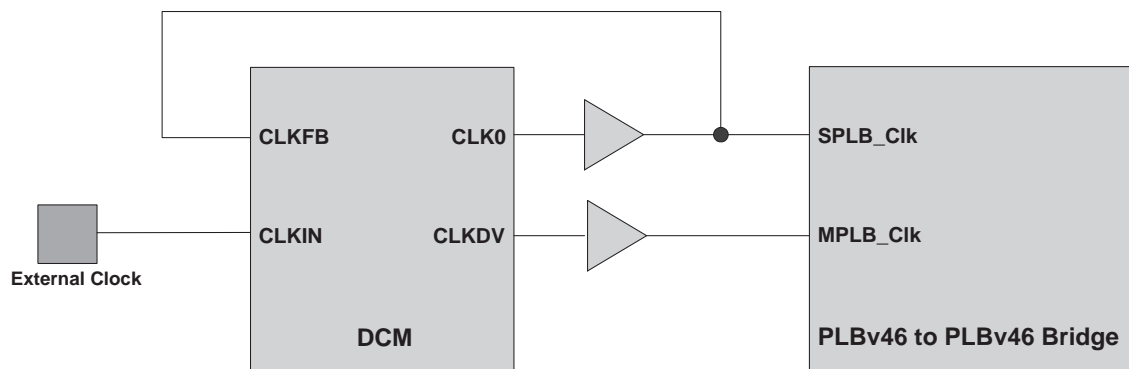 CLKFB
CLK0
SPLB_Clk
CLKIN
CLKDV
MPLB_Clk
External Clock
DCM
PLBv46 to PLBv46 Bridge